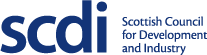 scdi
Scottish Council
for Development
and Industry